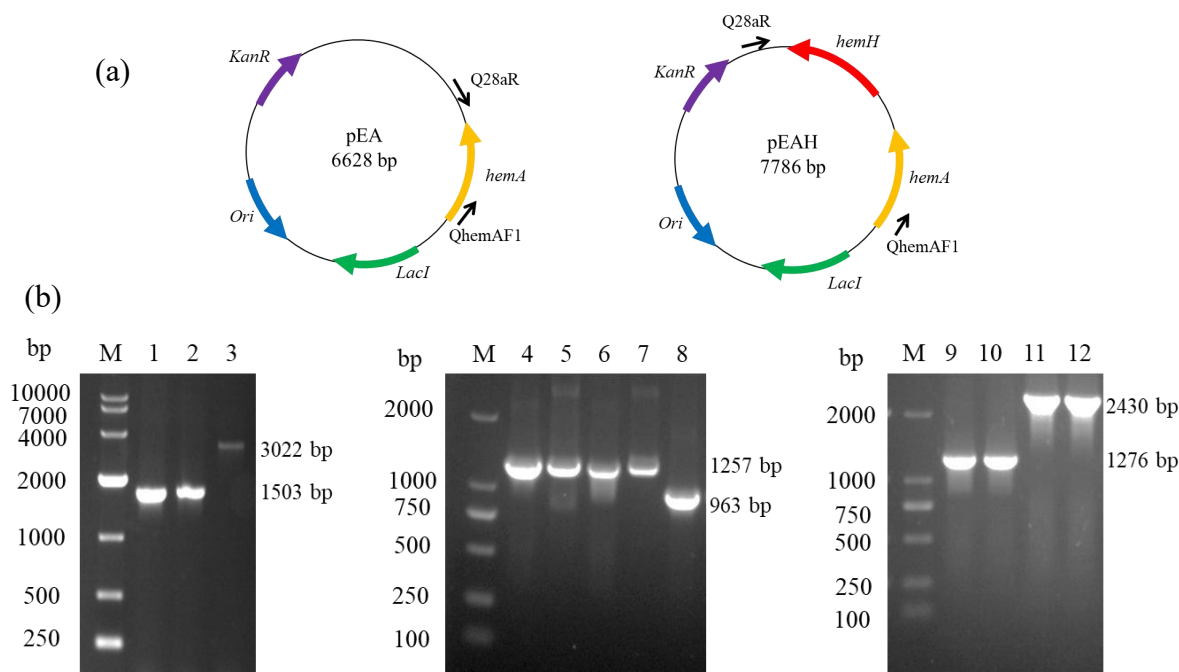 (a)
KanR
Q28aR
pEA
6628 bp
hemA
Ori
QhemAF1
LacI
Q28aR
hemH
KanR
pEAH
7786 bp
hemA
Ori
QhemAF1
LacI
(b)
bp M 1 2 3
10000
7000
4000
2000
1000
500
250
3022 bp
1503 bp
bp M 4 5 6 7 8
2000
1000
750
500
250
100
1257 bp
963 bp
bp M 9 10 11 12
2000
1000
750
500
250
100
2430 bp
1276 bp